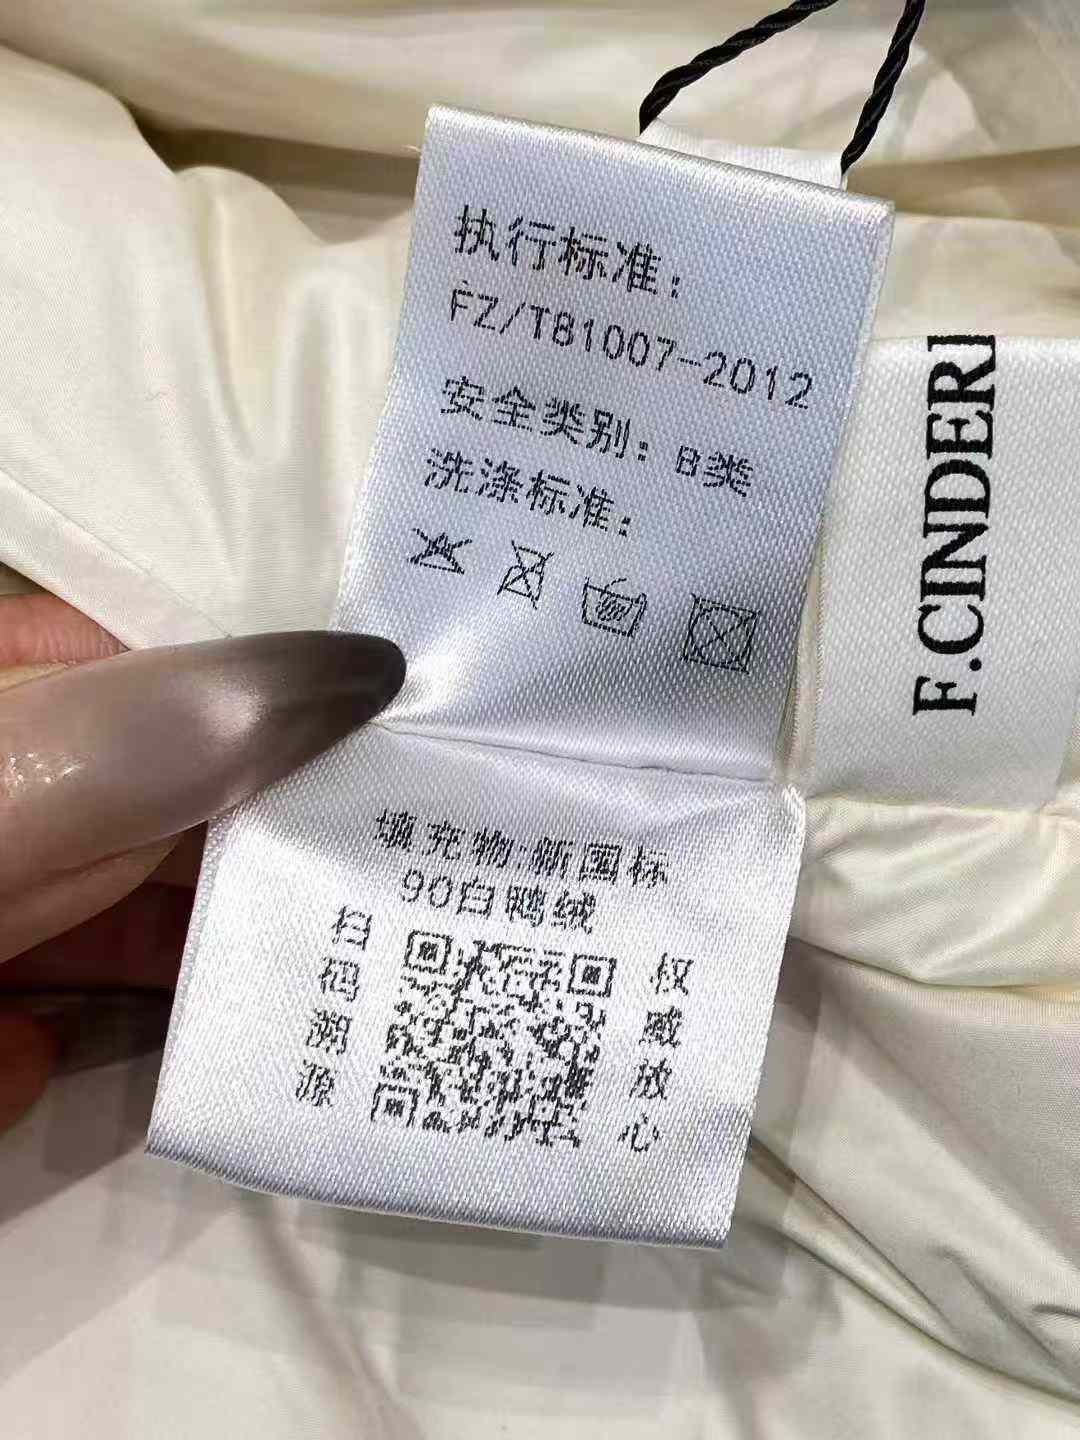 执行标准：
FZ/T81007-2012
安全类别：B类
洗涤标准：
填充物:新国标
90白鸭绒
扫码溯源
权威放心
F.CINDER